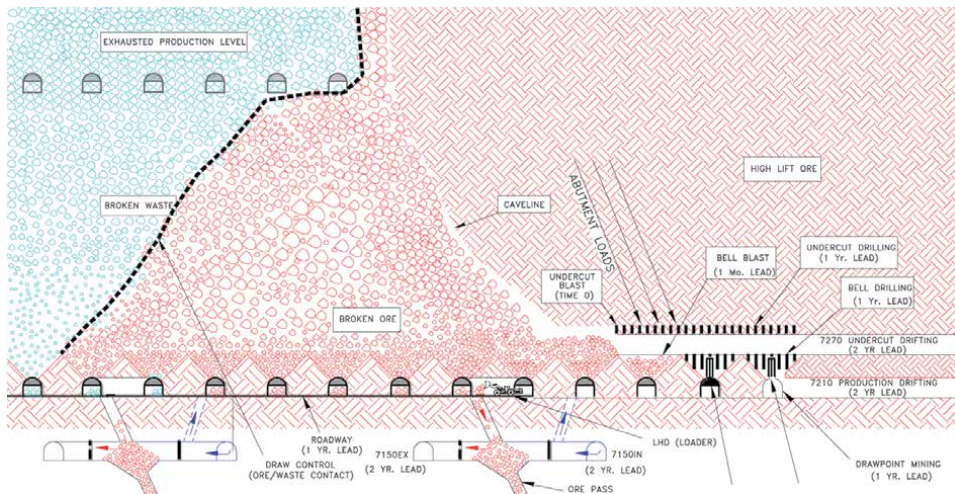 EXHAUSTED PRODUCTION LEVEL
BROKEN WASTE
HIGH LIFT ORE
CAVELINE
ABUTMENT LOADS
UNDERCUT
BLAST
(TIME 0)
BELL BLAST
(1 Mo. LEAD)
UNDERCUT DRILLING
(1 Yr. LEAD)
BELL DRILLING
(1 Yr. LEAD)
BROKEN ORE
7270 UNDERCUT DRIFTING
(2 YR LEAD)
7210 PRODUCTION DRIFTING
(2 YR LEAD)
ROADWAY
(1 YR. LEAD)
DRAW CONTROL
(ORE/WASTE CONTACT)
7150EX
(2 YR. LEAD)
LHD (LOADER)
7150IN
(2 YR. LEAD)
ORE PASS
DRAWPOINT MINING
(1 YR. LEAD)